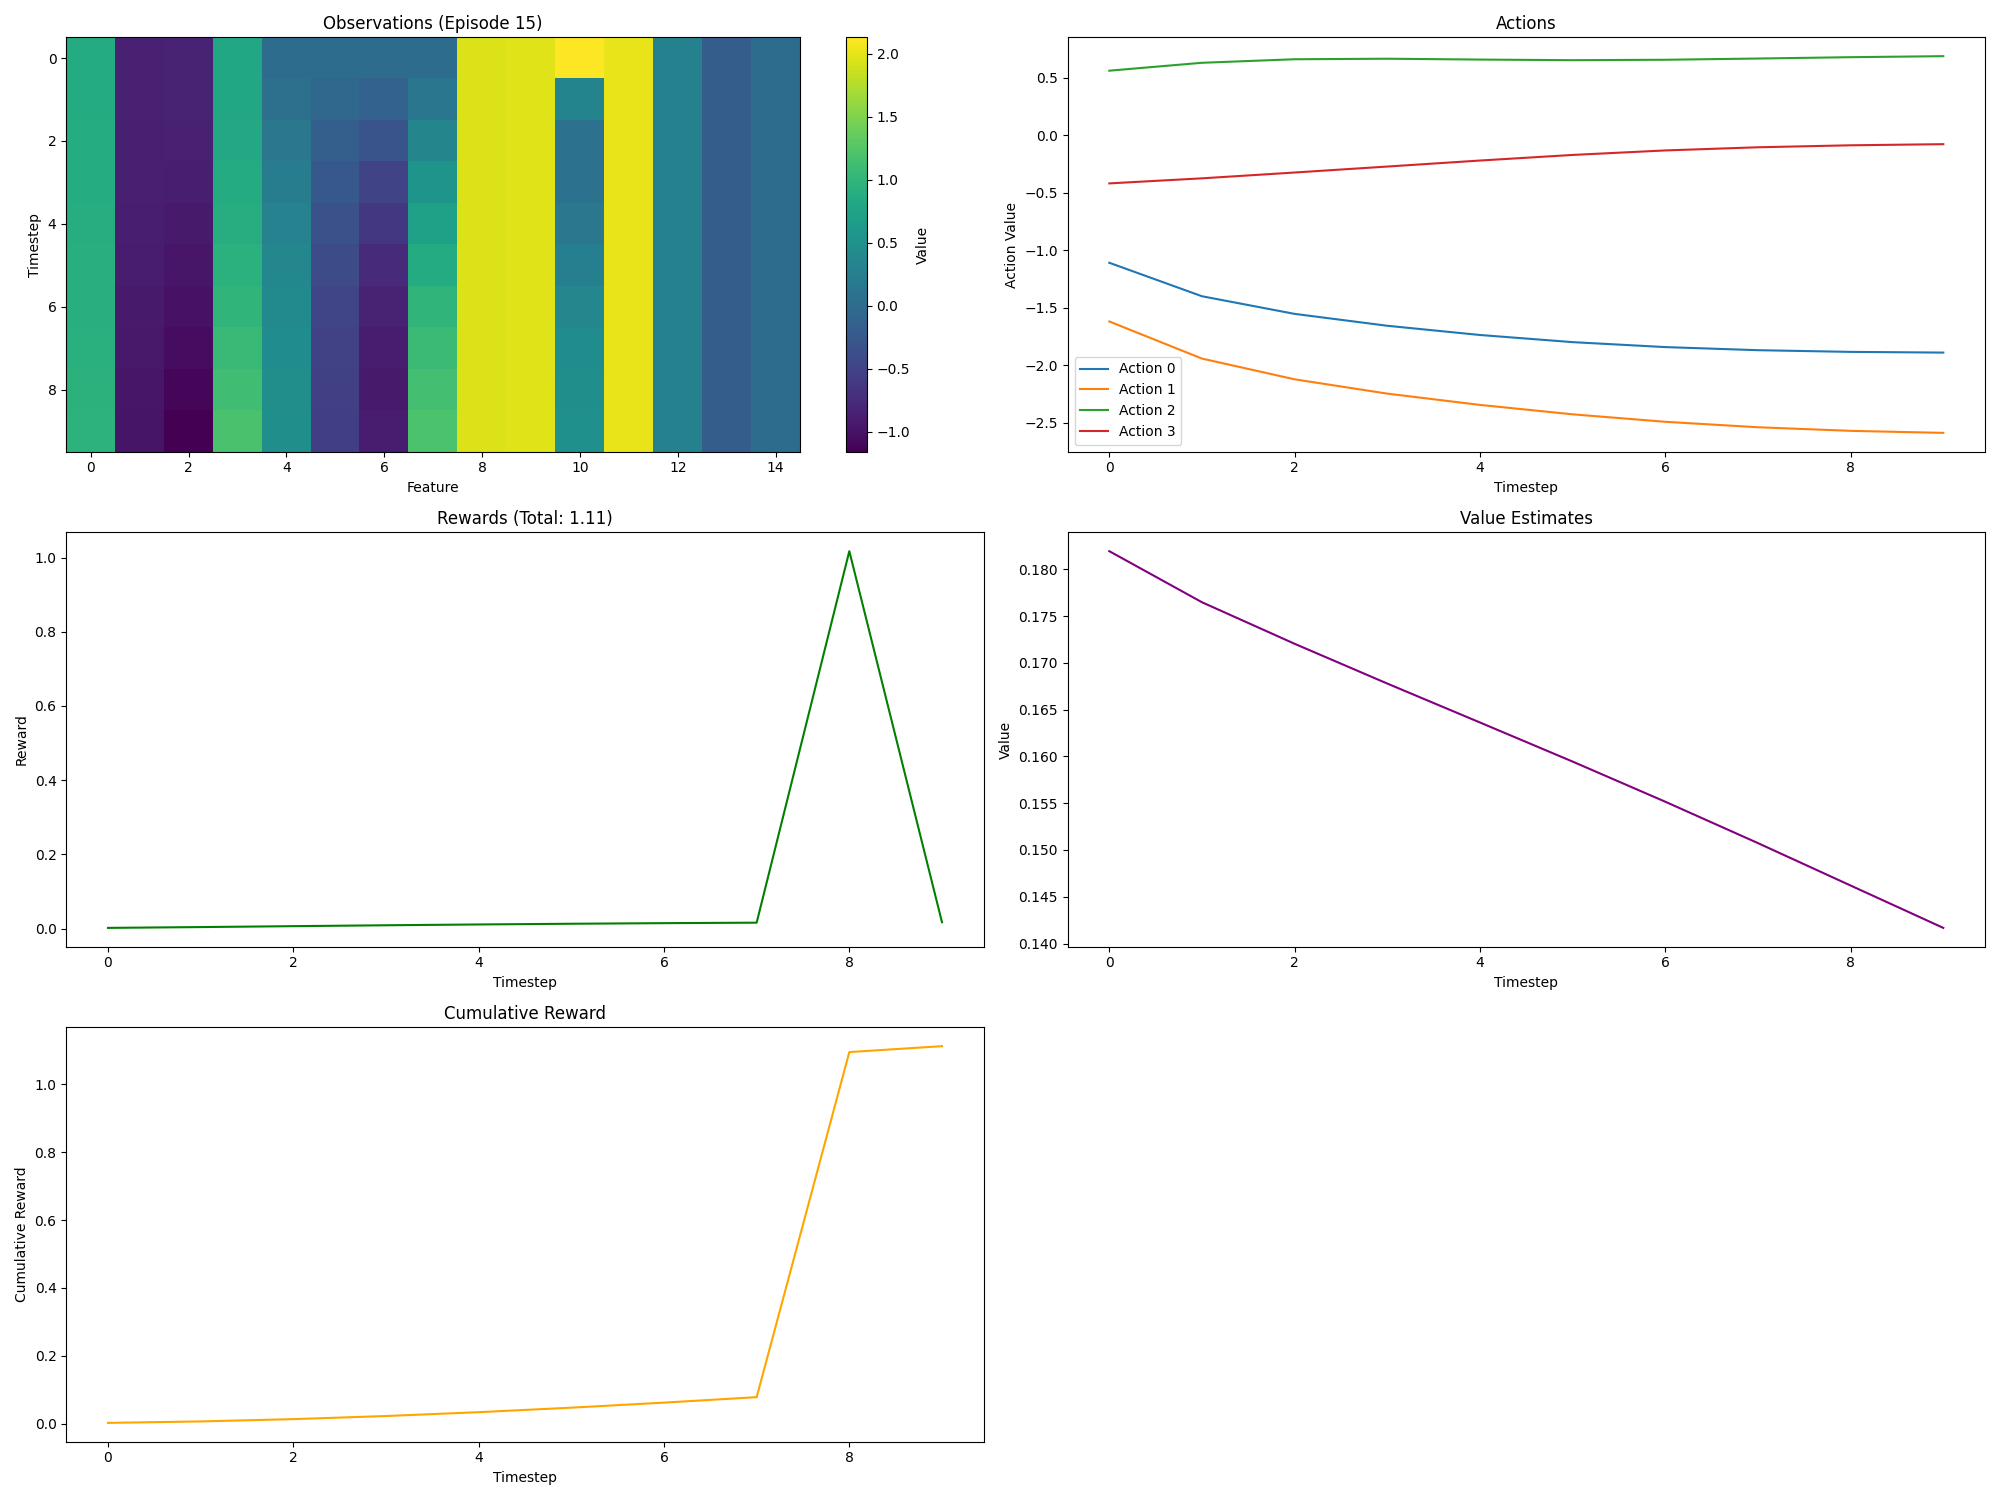 Observations (Episode 15)
0
2
4
6
8
Timestep
0 2 4 6 8 10 12 14
Feature
2.0
1.5
1.0
0.5
0.0
−0.5
−1.0
Value
Actions
0.5
0.0
−0.5
−1.0
−1.5
−2.0
−2.5
Action Value
Action 0
Action 1
Action 2
Action 3
0 2 4 6 8
Timestep
Rewards (Total: 1.11)
1.0
0.8
0.6
0.4
0.2
0.0
Reward
0 2 4 6 8
Timestep
Value Estimates
0.180
0.175
0.170
0.165
0.160
0.155
0.150
0.145
0.140
Value
0 2 4 6 8
Timestep
Cumulative Reward
1.0
0.8
0.6
0.4
0.2
0.0
Cumulative Reward
0 2 4 6 8
Timestep